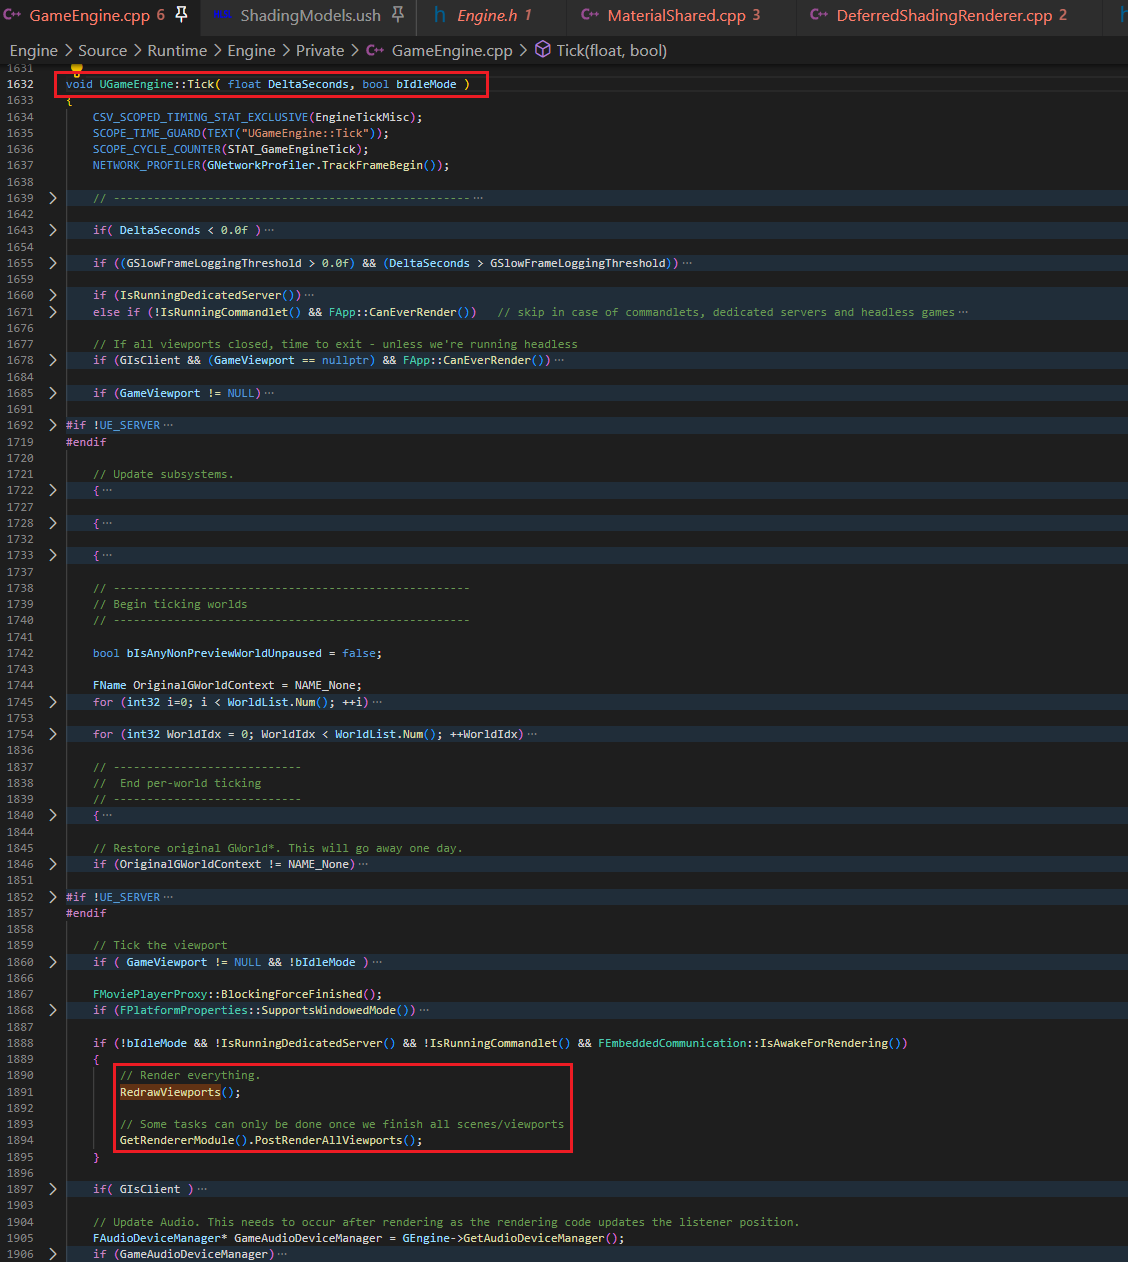 GameEngine.cpp 6 HLSL ShadingModels.ush h Engine.h 1 C++ MaterialShared.cpp 3 C++ DeferredShadingRenderer.cpp 2
Engine > Source > Runtime > Engine > Private > C++ GameEngine.cpp > Tick(float, bool)
1631
1632 void UGameEngine::Tick( float DeltaSeconds, bool bIdleMode )
1633 {
1634 CSV_SCOPED_TIMING_STAT_EXCLUSIVE(EngineTickMisc);
1635 SCOPE_TIME_GUARD(TEXT("UGameEngine::Tick"));
1636 SCOPE_CYCLE_COUNTER(STAT_GameEngineTick);
1637 NETWORK_PROFILER(GNetworkProfiler.TrackFrameBegin());
1638
1639 > // ----------------------------------------------------- ···
1642
1643 > if( DeltaSeconds < 0.0f ) ···
1654
1655 > if ((GSlowFrameLoggingThreshold > 0.0f) && (DeltaSeconds > GSlowFrameLoggingThreshold)) ···
1659
1660 > if (IsRunningDedicatedServer()) ···
1671 > else if (!IsRunningCommandlet() && FApp::CanEverRender()) // skip in case of commandlets, dedicated servers and headless games ···
1676
1677 // If all viewports closed, time to exit - unless we're running headless
1678 > if (GIsClient && (GameViewport == nullptr) && FApp::CanEverRender()) ···
1684
1685 > if (GameViewport != NULL) ···
1691
1692 > #if !UE_SERVER ···
1719 #endif
1720
1721 // Update subsystems.
1722 > { ···
1727
1728 > { ···
1732
1733 > { ···
1737
1738 // -----------------------------------------------------
1739 // Begin ticking worlds
1740 // -----------------------------------------------------
1741
1742 bool bIsAnyNonPreviewWorldUnpaused = false;
1743
1744 FName OriginalGWorldContext = NAME_None;
1745 > for (int32 i=0; i < WorldList.Num(); ++i) ···
1753
1754 > for (int32 WorldIdx = 0; WorldIdx < WorldList.Num(); ++WorldIdx) ···
1836
1837 // ----------------------------
1838 // End per-world ticking
1839 // ----------------------------
1840 > { ···
1844
1845 // Restore original GWorld*. This will go away one day.
1846 > if (OriginalGWorldContext != NAME_None) ···
1851
1852 > #if !UE_SERVER ···
1857 #endif
1858
1859 // Tick the viewport
1860 > if ( GameViewport != NULL && !bIdleMode ) ···
1866
1867 FMoviePlayerProxy::BlockingForceFinished();
1868 > if (FPlatformProperties::SupportsWindowedMode()) ···
1887
1888 if (!bIdleMode && !IsRunningDedicatedServer() && !IsRunningCommandlet() && FEmbeddedCommunication::IsAwakeForRendering())
1889 {
1890 // Render everything.
1891 RedrawViewports();
1892
1893 // Some tasks can only be done once we finish all scenes/viewports
1894 GetRendererModule().PostRenderAllViewports();
1895 }
1896
1897 > if( GIsClient ) ···
1903
1904 // Update Audio. This needs to occur after rendering as the rendering code updates the listener position.
1905 FAudioDeviceManager* GameAudioDeviceManager = GEngine->GetAudioDeviceManager();
1906 > if (GameAudioDeviceManager) ···